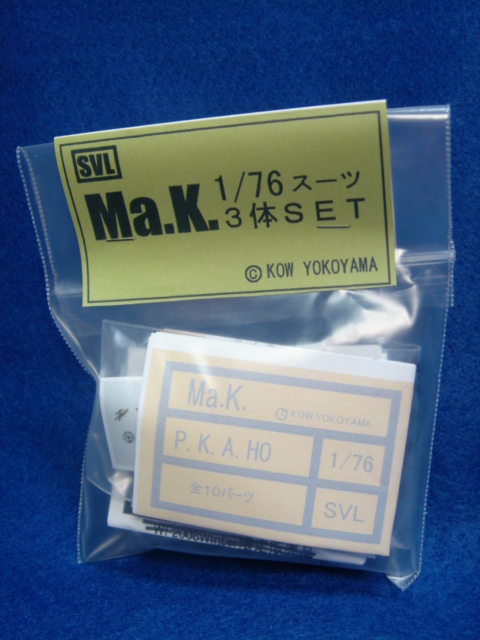 SVL
Ma.K. 1/76 スーツ
3体SET
© KOW YOKOYAMA
Ma.K.
© KOW YOKOYAMA
P.K.A.H0 1/76
全10パーツ SVL